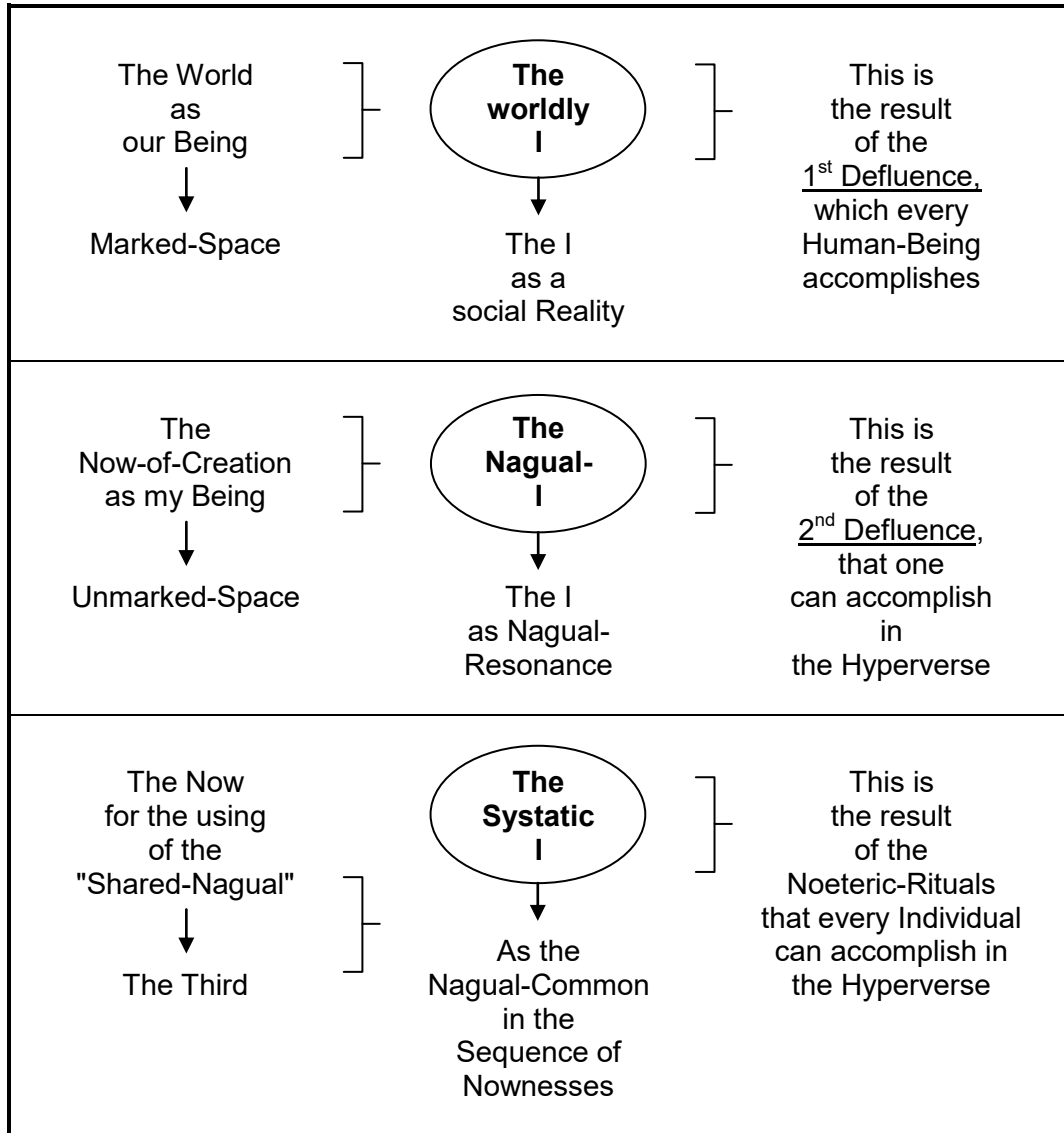 The World
as
our Being
Marked-Space
The
worldly
I
The I
as a
social Reality
This is
the result
of the
1st Defluence,
which every
Human-Being
accomplishes
The
Now-of-Creation
as my Being
Unmarked-Space
The
Nagual-
I
The I
as Nagual-
Resonance
This is
the result
of the
2nd Defluence,
that one
can accomplish
in
the Hyperverse
The Now
for the using
of the
"Shared-Nagual"
The Third
The
Systatic
I
As the
Nagual-Common
in the
Sequence of
Nownesses
This is
the result
of the
Noeteric-Rituals
that every Individual
can accomplish in
the Hyperverse